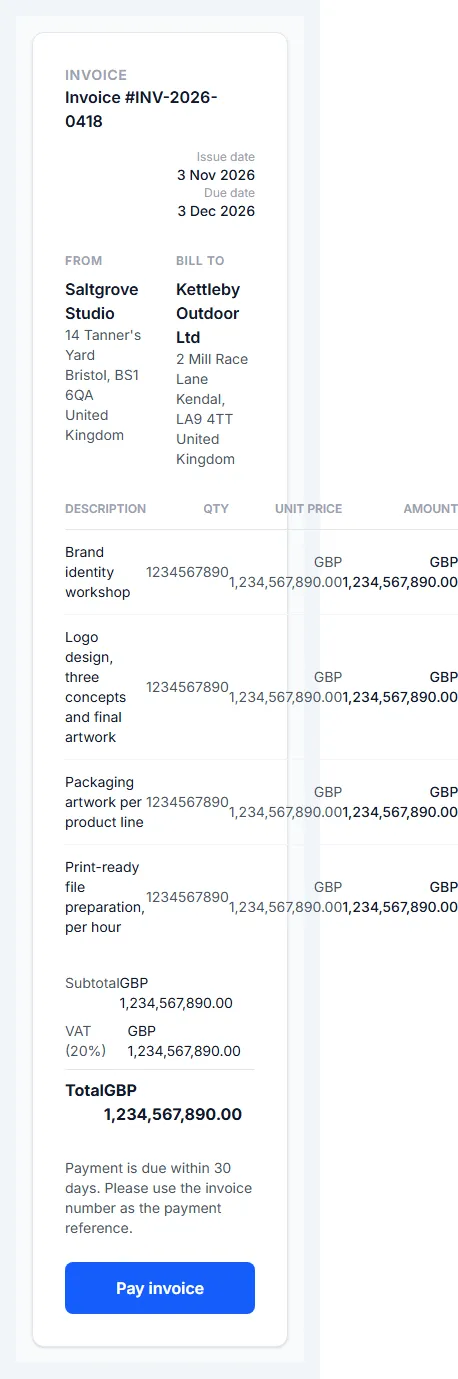 INVOICE
Invoice #INV-2026-
0418
Issue date
3 Nov 2026
Due date
3 Dec 2026
FROM
Saltgrove
Studio
14 Tanner's
Yard
Bristol, BS1
6QA
United
Kingdom
BILL TO
Kettleby
Outdoor
Ltd
2 Mill Race
Lane
Kendal,
LA9 4TT
United
Kingdom
DESCRIPTION QTY UNIT PRICE AMOUNT
Brand
identity
workshop
1234567890
GBP
1,234,567,890.00
GBP
1,234,567,890.00
Logo
design,
three
concepts
and final
artwork
1234567890
GBP
1,234,567,890.00
GBP
1,234,567,890.00
Packaging
artwork per
product line
1234567890
GBP
1,234,567,890.00
GBP
1,234,567,890.00
Print-ready
file
preparation,
per hour
1234567890
GBP
1,234,567,890.00
GBP
1,234,567,890.00
Subtotal
GBP
1,234,567,890.00
VAT
(20%)
GBP
1,234,567,890.00
Total
GBP
1,234,567,890.00
Payment is due within 30
days. Please use the invoice
number as the payment
reference.
Pay invoice